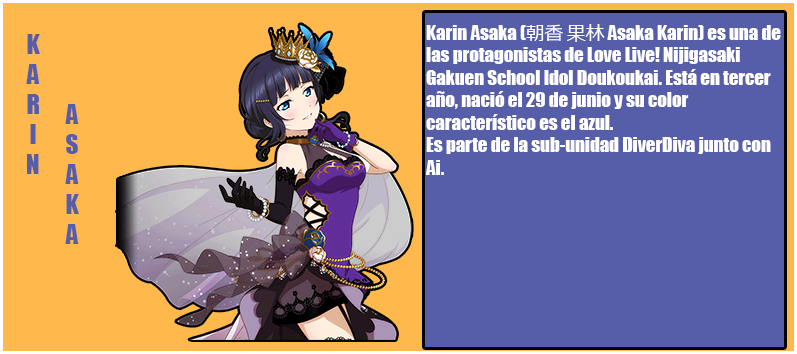 KARIN
ASAKA
Karin Asaka (朝香 果林 Asaka Karin) es una de
las protagonistas de Love Live! Nijigasaki
Gakuen School Idol Doukoukai. Está en tercer
año, nació el 29 de junio y su color
característico es el azul.
Es parte de la sub-unidad DiverDiva junto con
Ai.